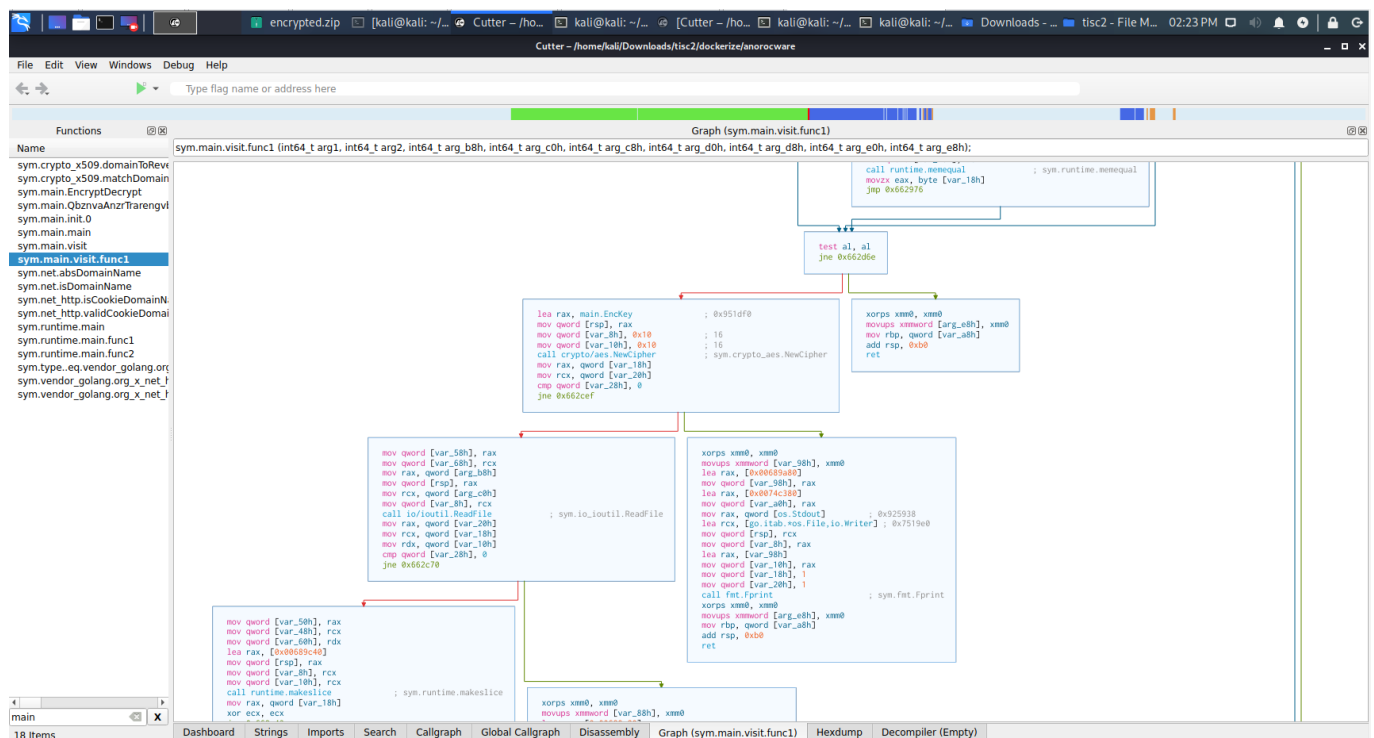 encrypted.zip [kali@kali: ~/... Cutter – /ho... kali@kali: ~/... [Cutter – /ho... kali@kali: ~/... kali@kali: ~/... Downloads - ... tisc2 - File M... 02:23 PM
Cutter – /home/kali/Downloads/tisc2/dockerize/anorocware
File Edit View Windows Debug Help
Type flag name or address here
Functions
Graph (sym.main.visit.func1)
Name
sym.main.visit.func1 (int64_t arg1, int64_t arg2, int64_t arg_b8h, int64_t arg_c0h, int64_t arg_c8h, int64_t arg_d0h, int64_t arg_d8h, int64_t arg_e0h, int64_t arg_e8h);
sym.crypto_x509.domainToReve
sym.crypto_x509.matchDomain
sym.main.EncryptDecrypt
sym.main.QbznvaAnzrTrarengvl
sym.main.init.0
sym.main.main
sym.main.visit
sym.main.visit.func1
sym.net.absDomainName
sym.net.isDomainName
sym.net_http.isCookieDomainN
sym.net_http.validCookieDomai
sym.runtime.main
sym.runtime.main.func1
sym.runtime.main.func2
sym.type..eq.vendor_golang.org
sym.vendor_golang.org_x_net_h
sym.vendor_golang.org_x_net_h
call runtime.memequal ; sym.runtime.memequal
movzx eax, byte [var_18h]
jmp 0x662976
test al, al
jne 0x662d6e
lea rax, main.EncKey ; 0x951df0
mov qword [rsp], rax
mov qword [var_8h], 0x10 ; 16
mov qword [var_10h], 0x10 ; 16
call crypto/aes.NewCipher ; sym.crypto_aes.NewCipher
mov rax, qword [var_18h]
mov rcx, qword [var_20h]
cmp qword [var_28h], 0
jne 0x662cef
xorps xmm0, xmm0
movups xmmword [arg_e8h], xmm0
mov rbp, qword [var_a8h]
add rsp, 0xb0
ret
mov qword [var_58h], rax
mov qword [var_68h], rcx
mov rax, qword [arg_b8h]
mov qword [rsp], rax
mov rcx, qword [arg_c0h]
mov qword [var_8h], rcx
call io/ioutil.ReadFile ; sym.io_ioutil.ReadFile
mov rax, qword [var_20h]
mov rcx, qword [var_18h]
mov rdx, qword [var_10h]
cmp qword [var_28h], 0
jne 0x662c70
xorps xmm0, xmm0
movups xmmword [var_98h], xmm0
lea rax, [0x00689a80]
mov qword [var_98h], rax
lea rax, [0x0074c380]
mov qword [var_a0h], rax
mov rax, qword [os.Stdout] ; 0x925938
lea rcx, [go.itab.*os.File,io.Writer] ; 0x7519e0
mov qword [rsp], rcx
mov qword [var_8h], rax
lea rax, [var_98h]
mov qword [var_10h], rax
mov qword [var_18h], 1
mov qword [var_20h], 1
call fmt.Fprint ; sym.fmt.Fprint
xorps xmm0, xmm0
movups xmmword [arg_e8h], xmm0
mov rbp, qword [var_a8h]
add rsp, 0xb0
ret
mov qword [var_50h], rax
mov qword [var_48h], rcx
mov qword [var_60h], rdx
lea rax, [0x00689c40]
mov qword [rsp], rax
mov qword [var_8h], rcx
mov qword [var_10h], rcx
call runtime.makeslice ; sym.runtime.makeslice
mov rax, qword [var_18h]
xor ecx, ecx
xorps xmm0, xmm0
movups xmmword [var_88h], xmm0
main X
18 Items
Dashboard Strings Imports Search Callgraph Global Callgraph Disassembly Graph (sym.main.visit.func1) Hexdump Decompiler (Empty)